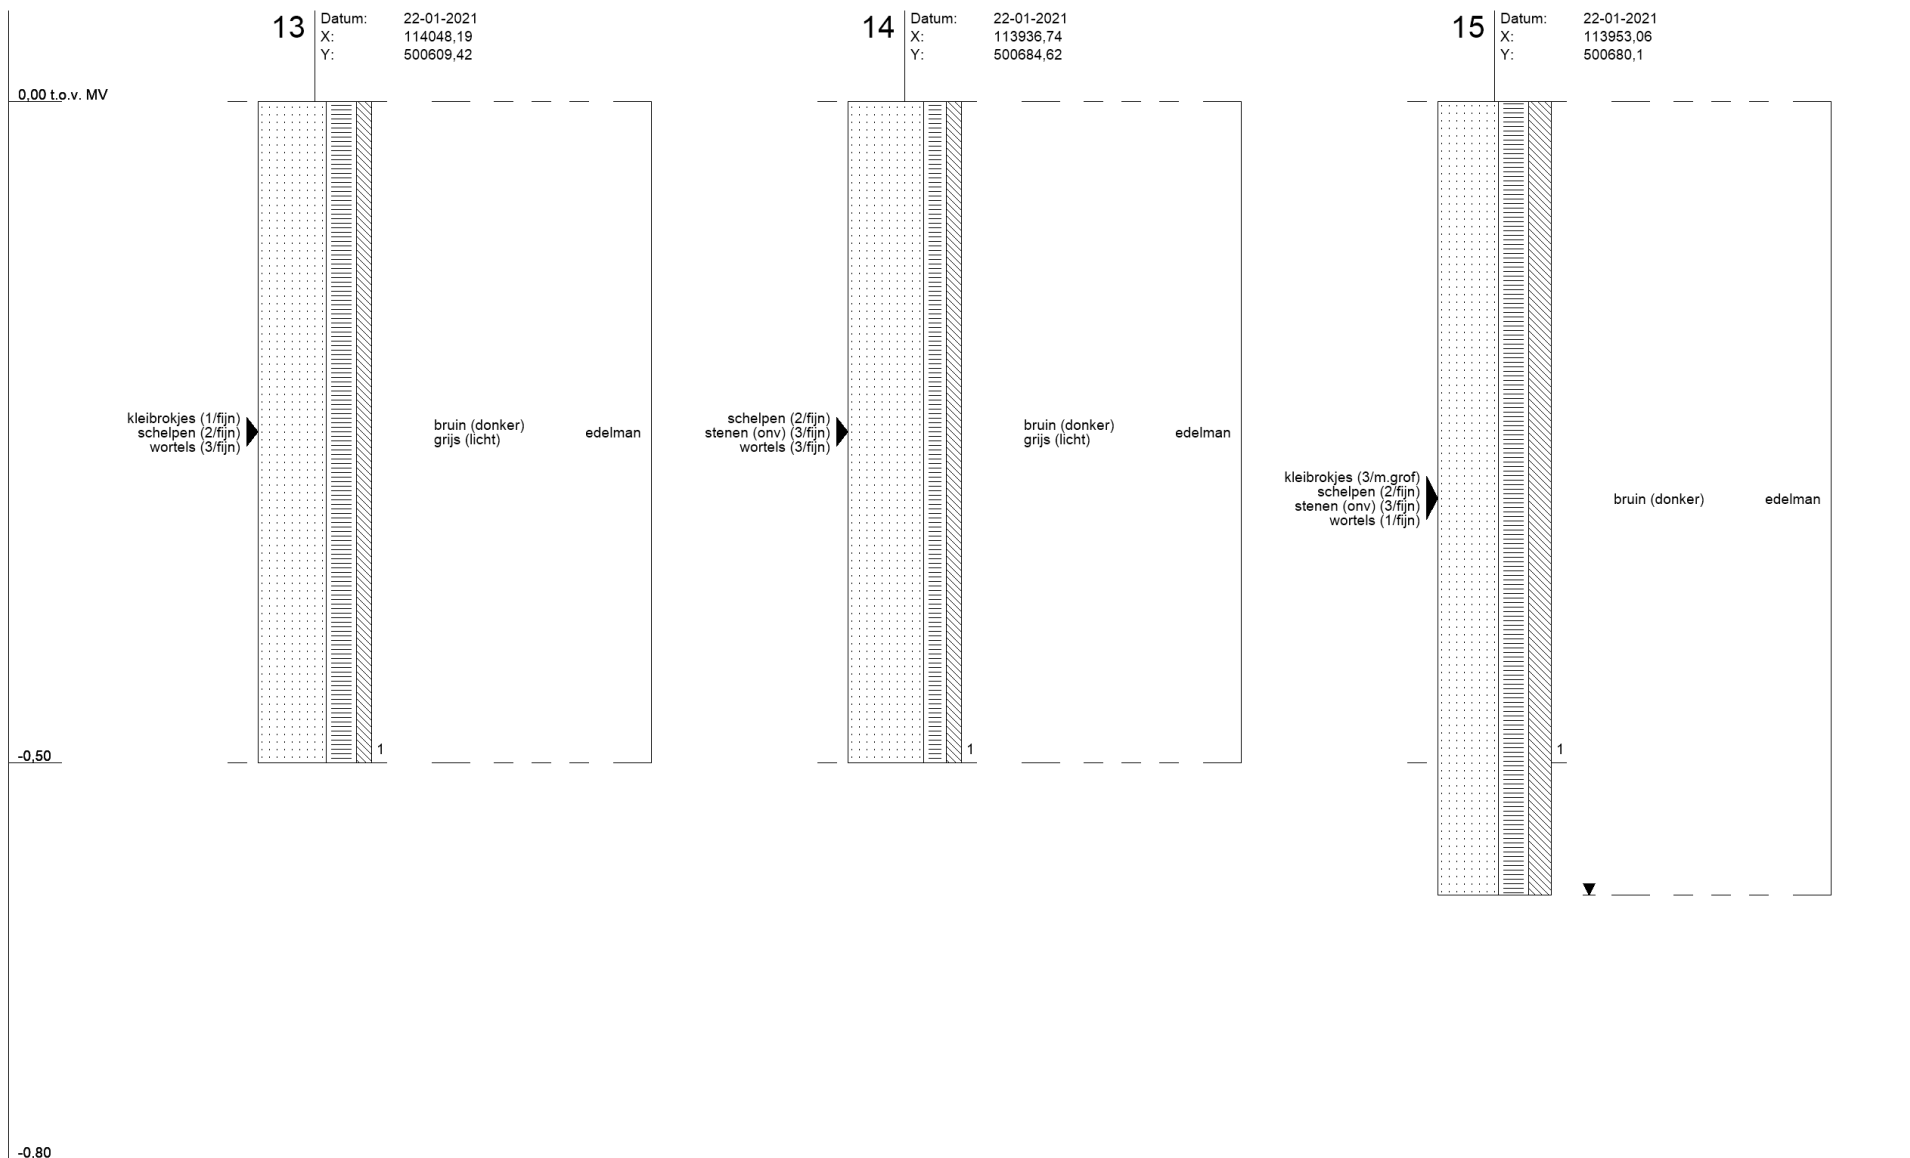 13
Datum: 22-01-2021
X: 114048,19
Y: 500609,42
14
Datum: 22-01-2021
X: 113936,74
Y: 500684,62
15
Datum: 22-01-2021
X: 113953,06
Y: 500680,1
0,00 t.o.v. MV
kleibrokjes (1/fijn)
schelpen (2/fijn)
wortels (3/fijn)
bruin (donker)
grijs (licht)
edelman
1
schelpen (2/fijn)
stenen (onv) (3/fijn)
wortels (3/fijn)
bruin (donker)
grijs (licht)
edelman
1
kleibrokjes (3/m.grof)
schelpen (2/fijn)
stenen (onv) (3/fijn)
wortels (1/fijn)
bruin (donker)
edelman
1
-0,50
-0,80